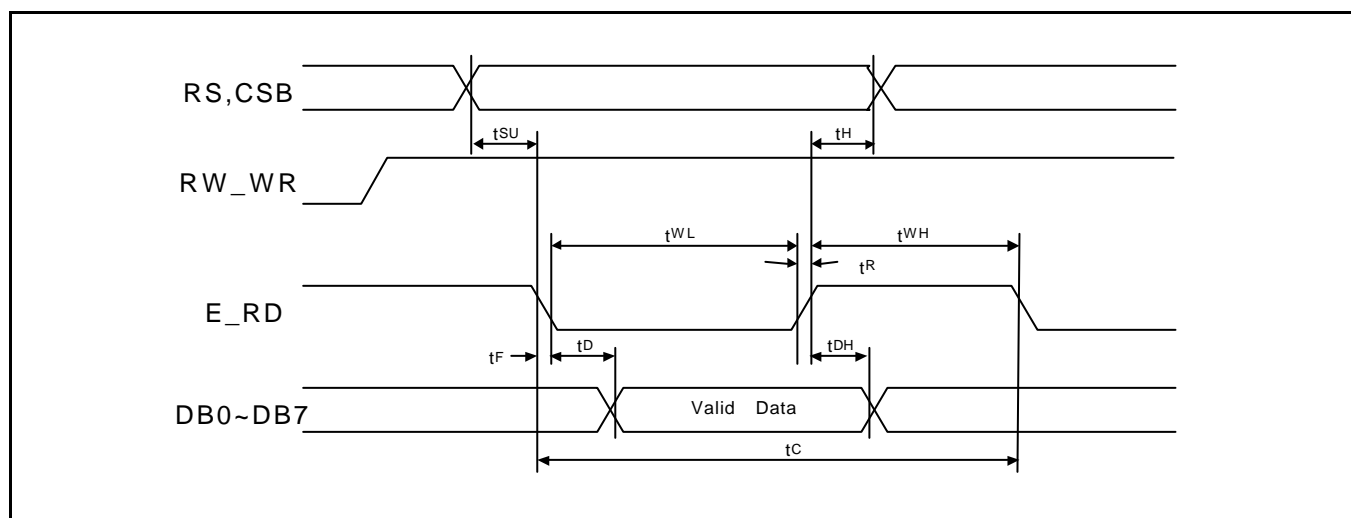 RS,CSB
tSU
tH
RW_WR
tWL
tWH
tR
E_RD
tF
tD
tDH
DB0~DB7
Valid Data
tC